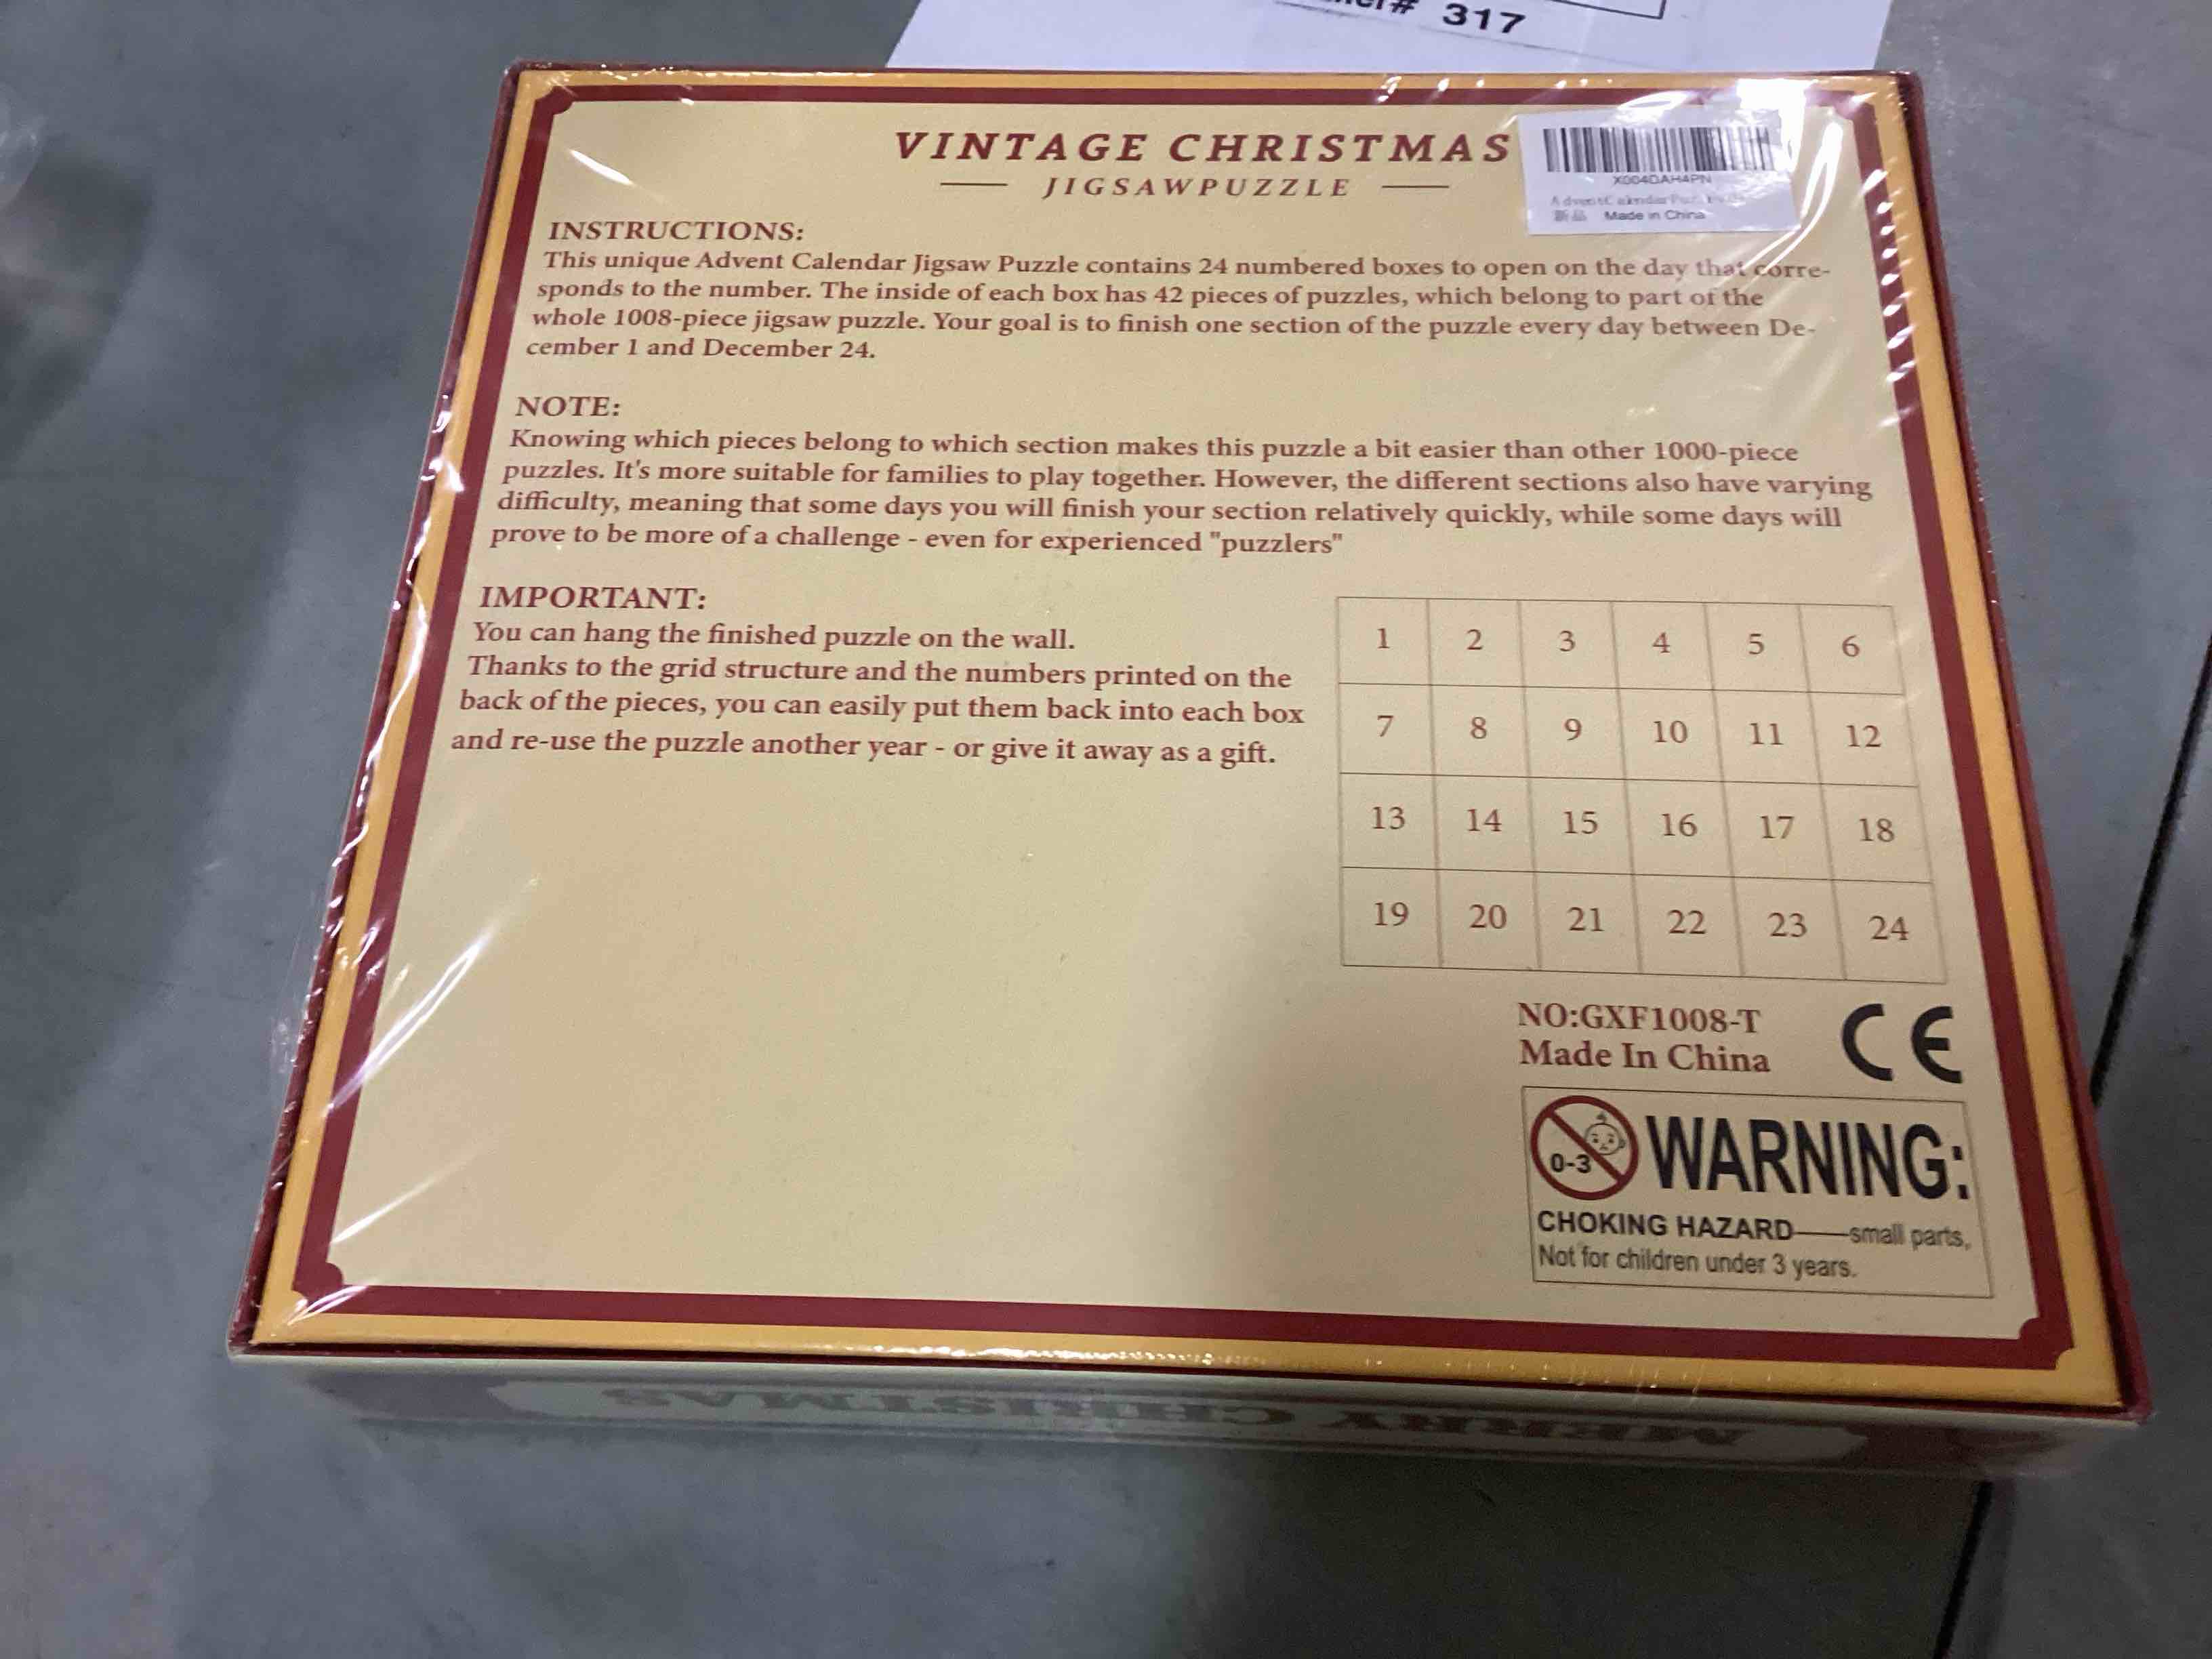 # 317
VINTAGE CHRISTMAS
JIGSAWPUZZLE
X004DAH4PN
新品 Made in China
INSTRUCTIONS:
This unique Advent Calendar Jigsaw Puzzle contains 24 numbered boxes to open on the day that corre-
sponds to the number. The inside of each box has 42 pieces of puzzles, which belong to part of the
whole 1008-piece jigsaw puzzle. Your goal is to finish one section of the puzzle every day between De-
cember 1 and December 24.
NOTE:
Knowing which pieces belong to which section makes this puzzle a bit easier than other 1000-piece
puzzles. It's more suitable for families to play together. However, the different sections also have varying
difficulty, meaning that some days you will finish your section relatively quickly, while some days will
prove to be more of a challenge - even for experienced "puzzlers"
IMPORTANT:
You can hang the finished puzzle on the wall.
Thanks to the grid structure and the numbers printed on the
back of the pieces, you can easily put them back into each box
and re-use the puzzle another year - or give it away as a gift.
1 2 3 4 5 6
7 8 9 10 11 12
13 14 15 16 17 18
19 20 21 22 23 24
NO:GXF1008-T
Made In China
CE
0-3
WARNING:
CHOKING HAZARD——small parts,
Not for children under 3 years.
MERRY CHRISTMAS